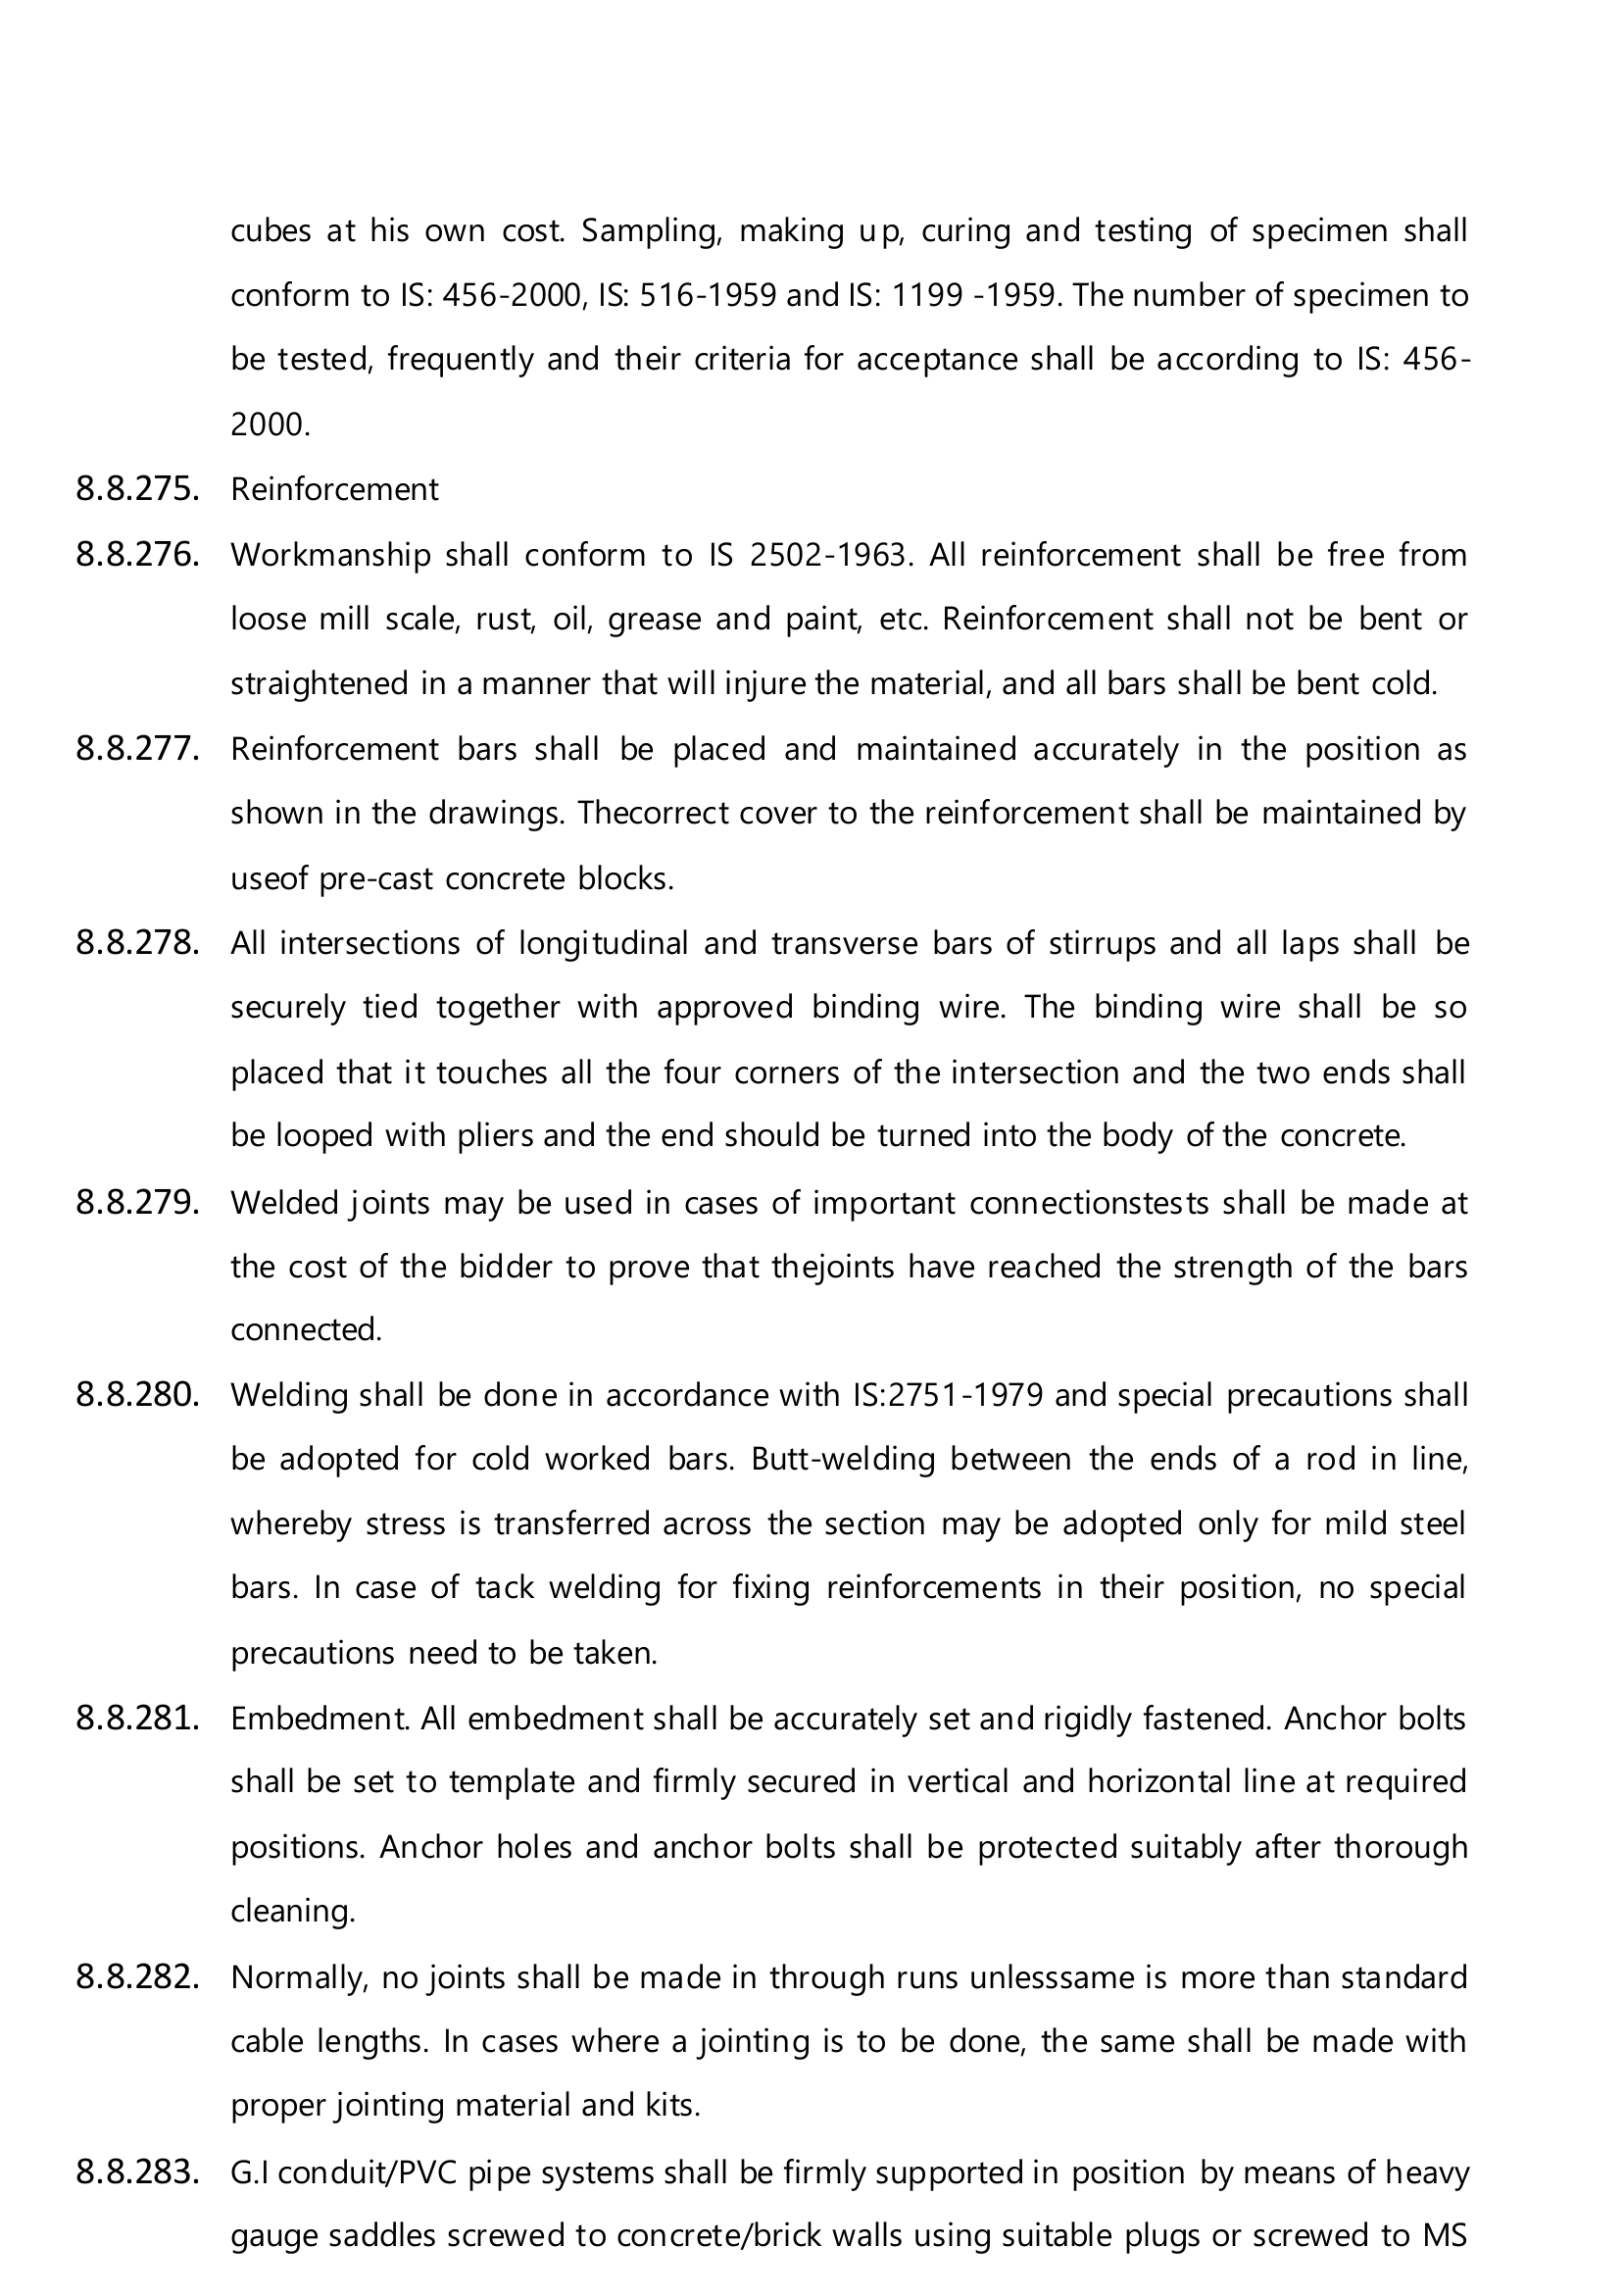 cubes at his own cost. Sampling, making up, curing and testing of specimen shall
conform to IS: 456-2000, IS: 516-1959 and IS: 1199 -1959. The number of specimen to
be tested, frequently and their criteria for acceptance shall be according to IS: 456-
2000.
8.8.275. Reinforcement
8.8.276. Workmanship shall conform to IS 2502-1963. All reinforcement shall be free from
loose mill scale, rust, oil, grease and paint, etc. Reinforcement shall not be bent or
straightened in a manner that will injure the material, and all bars shall be bent cold.
8.8.277. Reinforcement bars shall be placed and maintained accurately in the position as
shown in the drawings. Thecorrect cover to the reinforcement shall be maintained by
useof pre-cast concrete blocks.
8.8.278. All intersections of longitudinal and transverse bars of stirrups and all laps shall be
securely tied together with approved binding wire. The binding wire shall be so
placed that it touches all the four corners of the intersection and the two ends shall
be looped with pliers and the end should be turned into the body of the concrete.
8.8.279. Welded joints may be used in cases of important connectionstests shall be made at
the cost of the bidder to prove that thejoints have reached the strength of the bars
connected.
8.8.280. Welding shall be done in accordance with IS:2751-1979 and special precautions shall
be adopted for cold worked bars. Butt-welding between the ends of a rod in line,
whereby stress is transferred across the section may be adopted only for mild steel
bars. In case of tack welding for fixing reinforcements in their position, no special
precautions need to be taken.
8.8.281. Embedment. All embedment shall be accurately set and rigidly fastened. Anchor bolts
shall be set to template and firmly secured in vertical and horizontal line at required
positions. Anchor holes and anchor bolts shall be protected suitably after thorough
cleaning.
8.8.282. Normally, no joints shall be made in through runs unlesssame is more than standard
cable lengths. In cases where a jointing is to be done, the same shall be made with
proper jointing material and kits.
8.8.283. G.I conduit/PVC pipe systems shall be firmly supported in position by means of heavy
gauge saddles screwed to concrete/brick walls using suitable plugs or screwed to MS